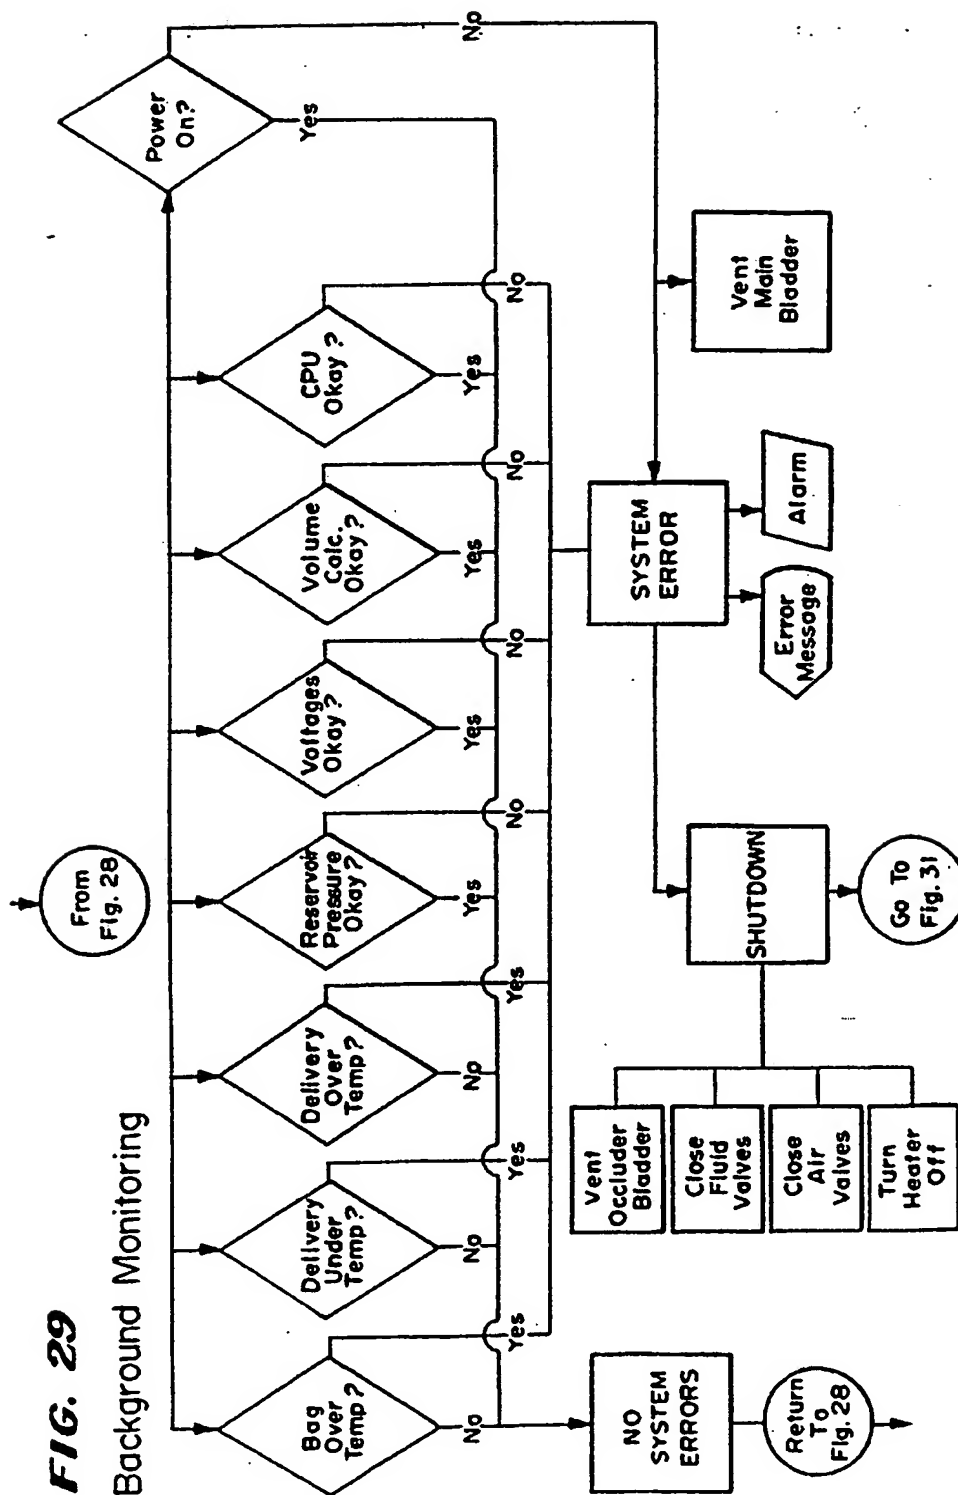 FIG. 29
Background Monitoring
From
Fig. 28
Bag
Over
Temp?
Delivery
Under
Temp?
Delivery
Over
Temp?
Reservoir
Pressure
Okay?
Voltages
Okay?
Volume
Calc.
Okay?
CPU
Okay?
Power
On?
No
No
No
Yes
Yes
Yes
Yes
Yes
Yes
Yes
Yes
No
No
No
No
No
NO
SYSTEM
ERRORS
Return
To
Fig. 28
SYSTEM
ERROR
Error
Message
Alarm
Vent
Main
Bladder
SHUTDOWN
Go To
Fig. 31
Vent
Occluder
Bladder
Close
Fluid
Valves
Close
Air
Valves
Turn
Heater
Off